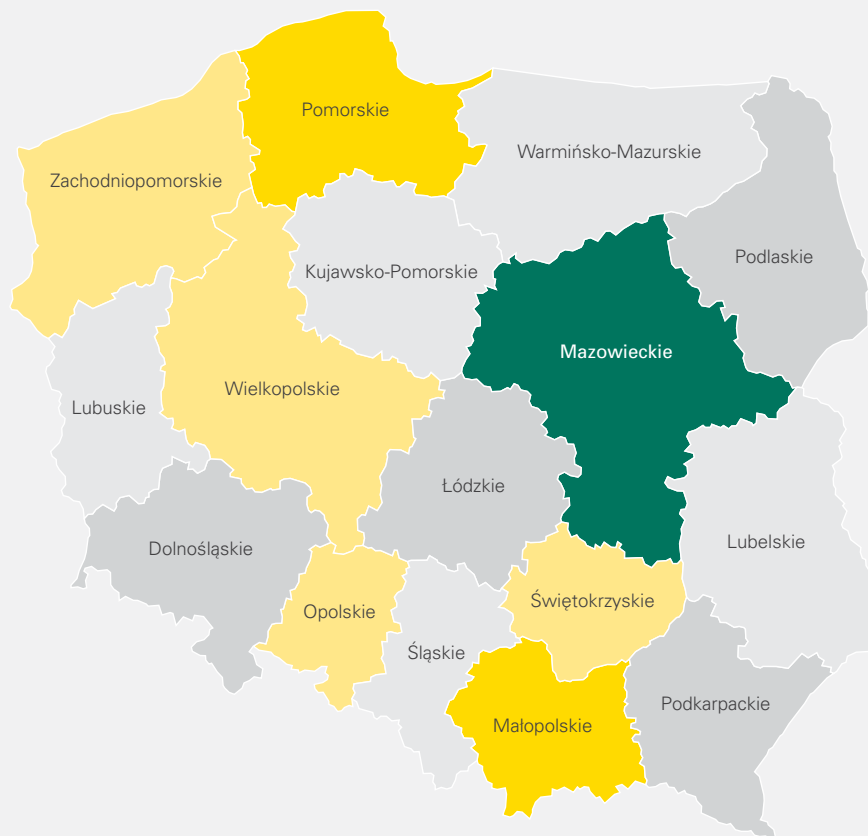 Pomorskie
Warmińsko-Mazurskie
Zachodniopomorskie
Podlaskie
Kujawsko-Pomorskie
Mazowieckie
Wielkopolskie
Lubuskie
Łódzkie
Lubelskie
Dolnośląskie
Świętokrzyskie
Opolskie
Śląskie
Podkarpackie
Małopolskie